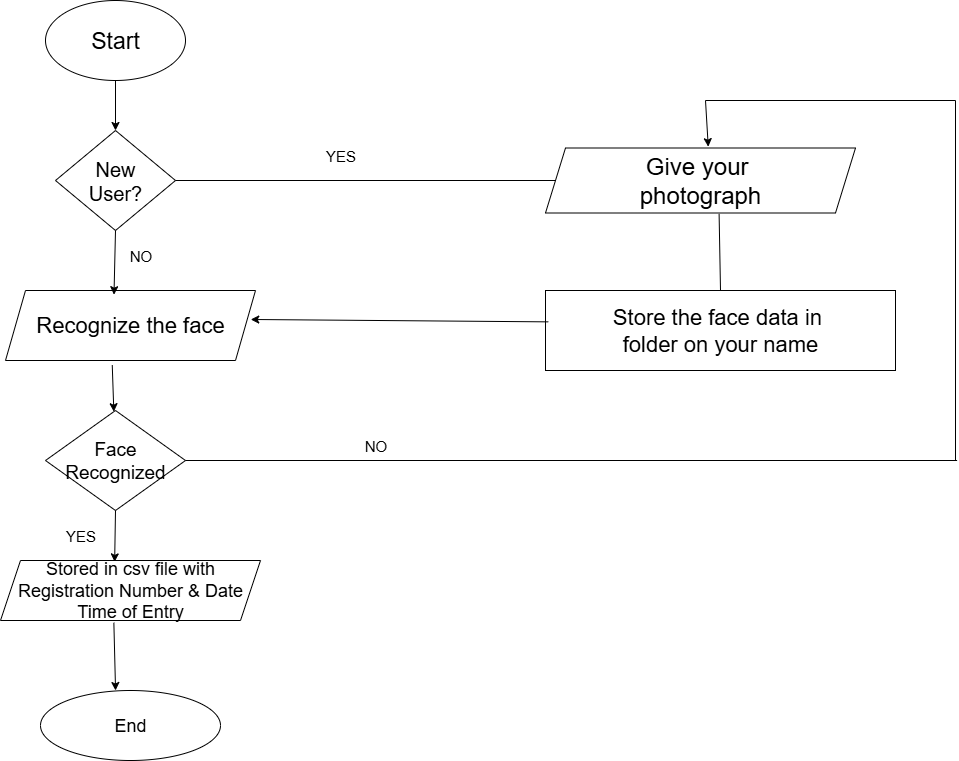 Start
New
User?
YES
Give your
photograph
NO
Recognize the face
Store the face data in
folder on your name
Face
Recognized
NO
YES
Stored in csv file with
Registration Number & Date
Time of Entry
End